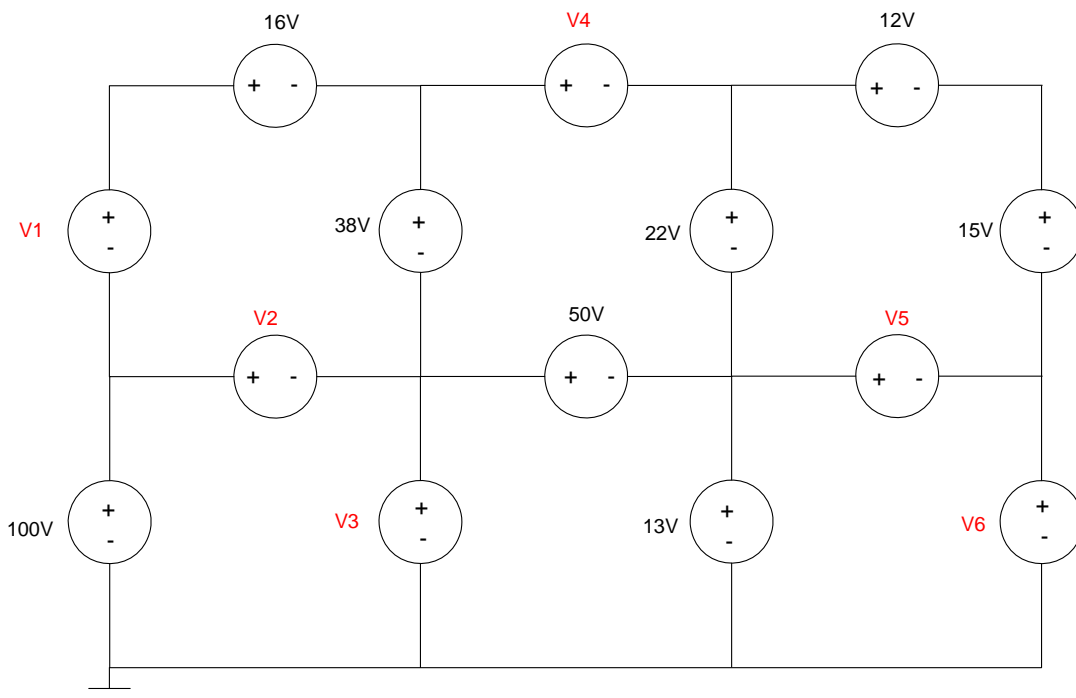 16V
V4
12V
+ -
+ -
+ -
V1
+
-
38V
+
-
22V
+
-
15V
+
-
V2
50V
V5
+ -
+ -
+ -
100V
+
-
V3
+
-
13V
+
-
V6
+
-